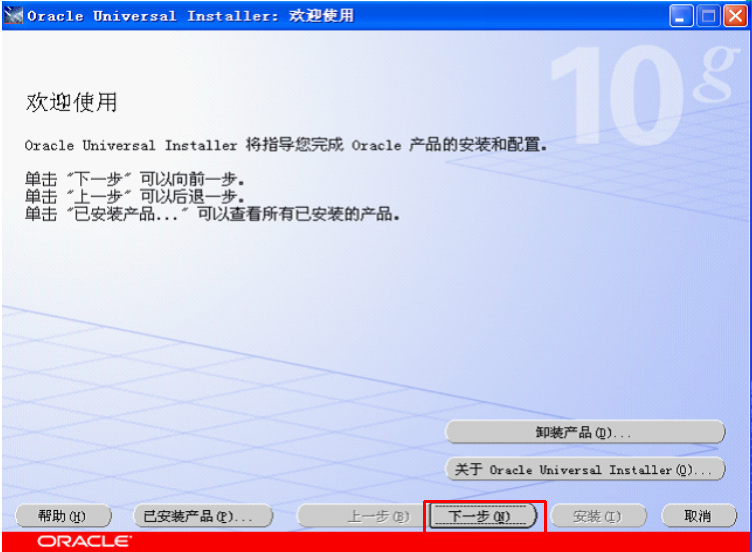 Oracle Universal Installer: 欢迎使用
10g
欢迎使用
Oracle Universal Installer 将指导您完成 Oracle 产品的安装和配置。
单击 "下一步" 可以向前一步。
单击 "上一步" 可以后退一步。
单击 "已安装产品..." 可以查看所有已安装的产品。
卸装产品(D)...
关于 Oracle Universal Installer(O)...
帮助(H) 已安装产品(P)... 上一步(B) 下一步(N) 安装(I) 取消
ORACLE